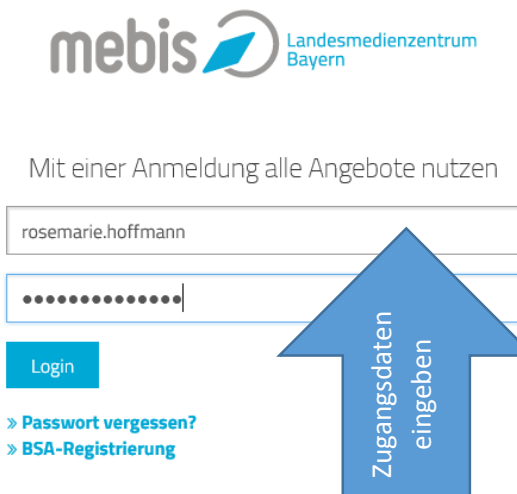 mebis
Landesmedienzentrum
Bayern
Mit einer Anmeldung alle Angebote nutzen
rosemarie.hoffmann
••••••••••••••
Login
» Passwort vergessen?
» BSA-Registrierung
Zugangsdaten
eingeben